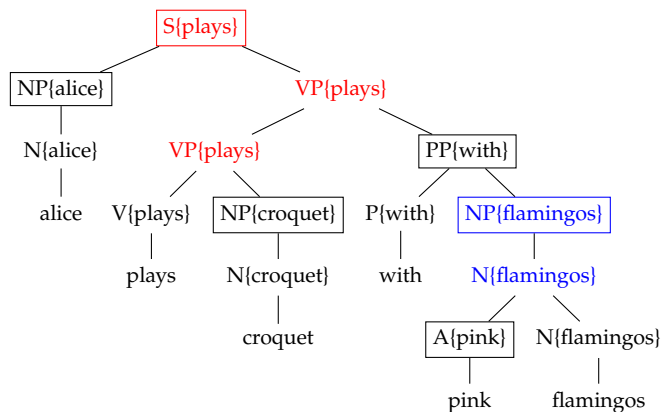 S{plays}
NP{alice} VP{plays}
N{alice} VP{plays} PP{with}
alice V{plays} NP{croquet} P{with} NP{flamingos}
plays N{croquet} with N{flamingos}
croquet A{pink} N{flamingos}
pink flamingos